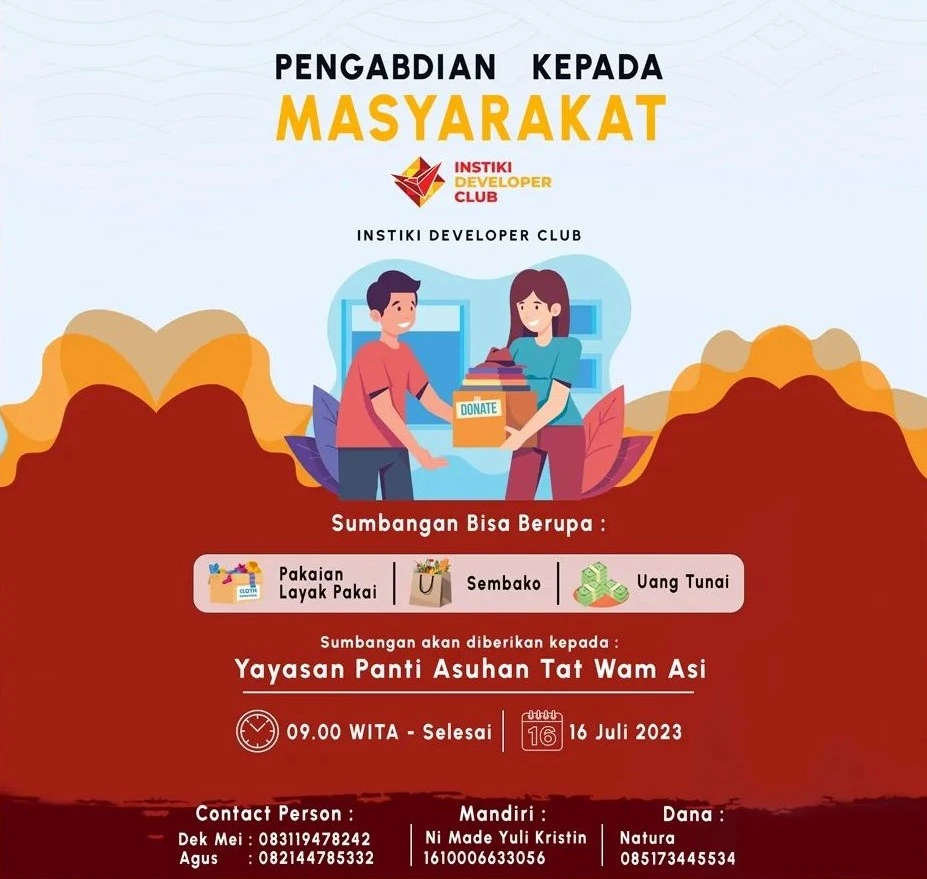 PENGABDIAN KEPADA
MASYARAKAT
INSTIKI
DEVELOPER
CLUB
INSTIKI DEVELOPER CLUB
DONATE
Sumbangan Bisa Berupa :
CLOTH
Pakaian
Layak Pakai
Sembako
Uang Tunai
Sumbangan akan diberikan kepada :
Yayasan Panti Asuhan Tat Wam Asi
09.00 WITA - Selesai
16
16 Juli 2023
Contact Person :
Dek Mei : 083119478242
Agus : 082144785332
Mandiri :
Ni Made Yuli Kristin
1610006633056
Dana :
Natura
085173445534